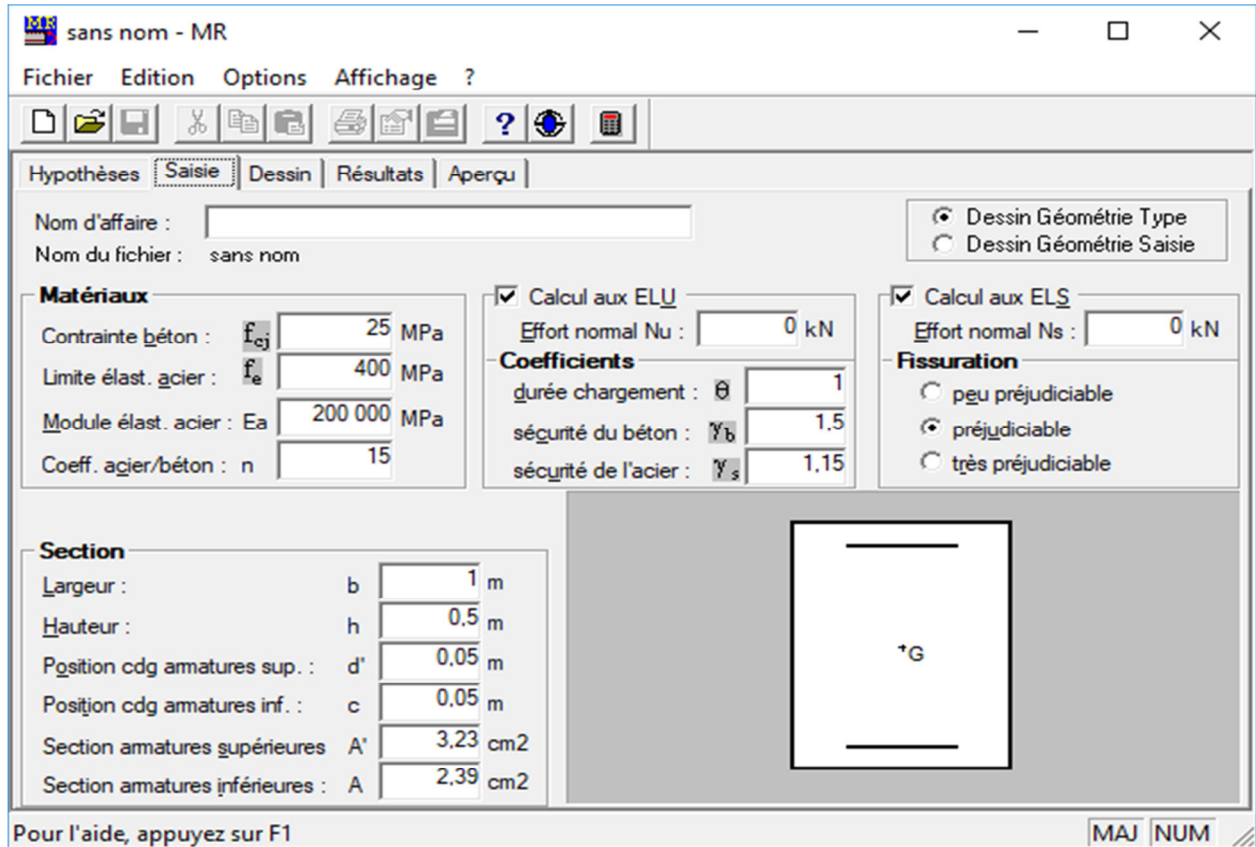 sans nom - MR
Fichier Edition Options Affichage ?
Hypothèses Saisie Dessin Résultats Aperçu
Nom d'affaire :
Nom du fichier : sans nom
Dessin Géométrie Type
Dessin Géométrie Saisie
Matériaux
Contrainte béton : fcj 25 MPa
Limite élast. acier : fe 400 MPa
Module élast. acier : Ea 200 000 MPa
Coeff. acier/béton : n 15
Calcul aux ELU
Effort normal Nu : 0 kN
Coefficients
durée chargement : θ 1
sécurité du béton : γb 1,5
sécurité de l'acier : γs 1,15
Calcul aux ELS
Effort normal Ns : 0 kN
Fissuration
peu préjudiciable
préjudiciable
très préjudiciable
Section
Largeur : b 1 m
Hauteur : h 0,5 m
Position cdg armatures sup. : d' 0,05 m
Position cdg armatures inf. : c 0,05 m
Section armatures supérieures A' 3,23 cm2
Section armatures inférieures : A 2,39 cm2
+G
Pour l'aide, appuyez sur F1
MAJ NUM